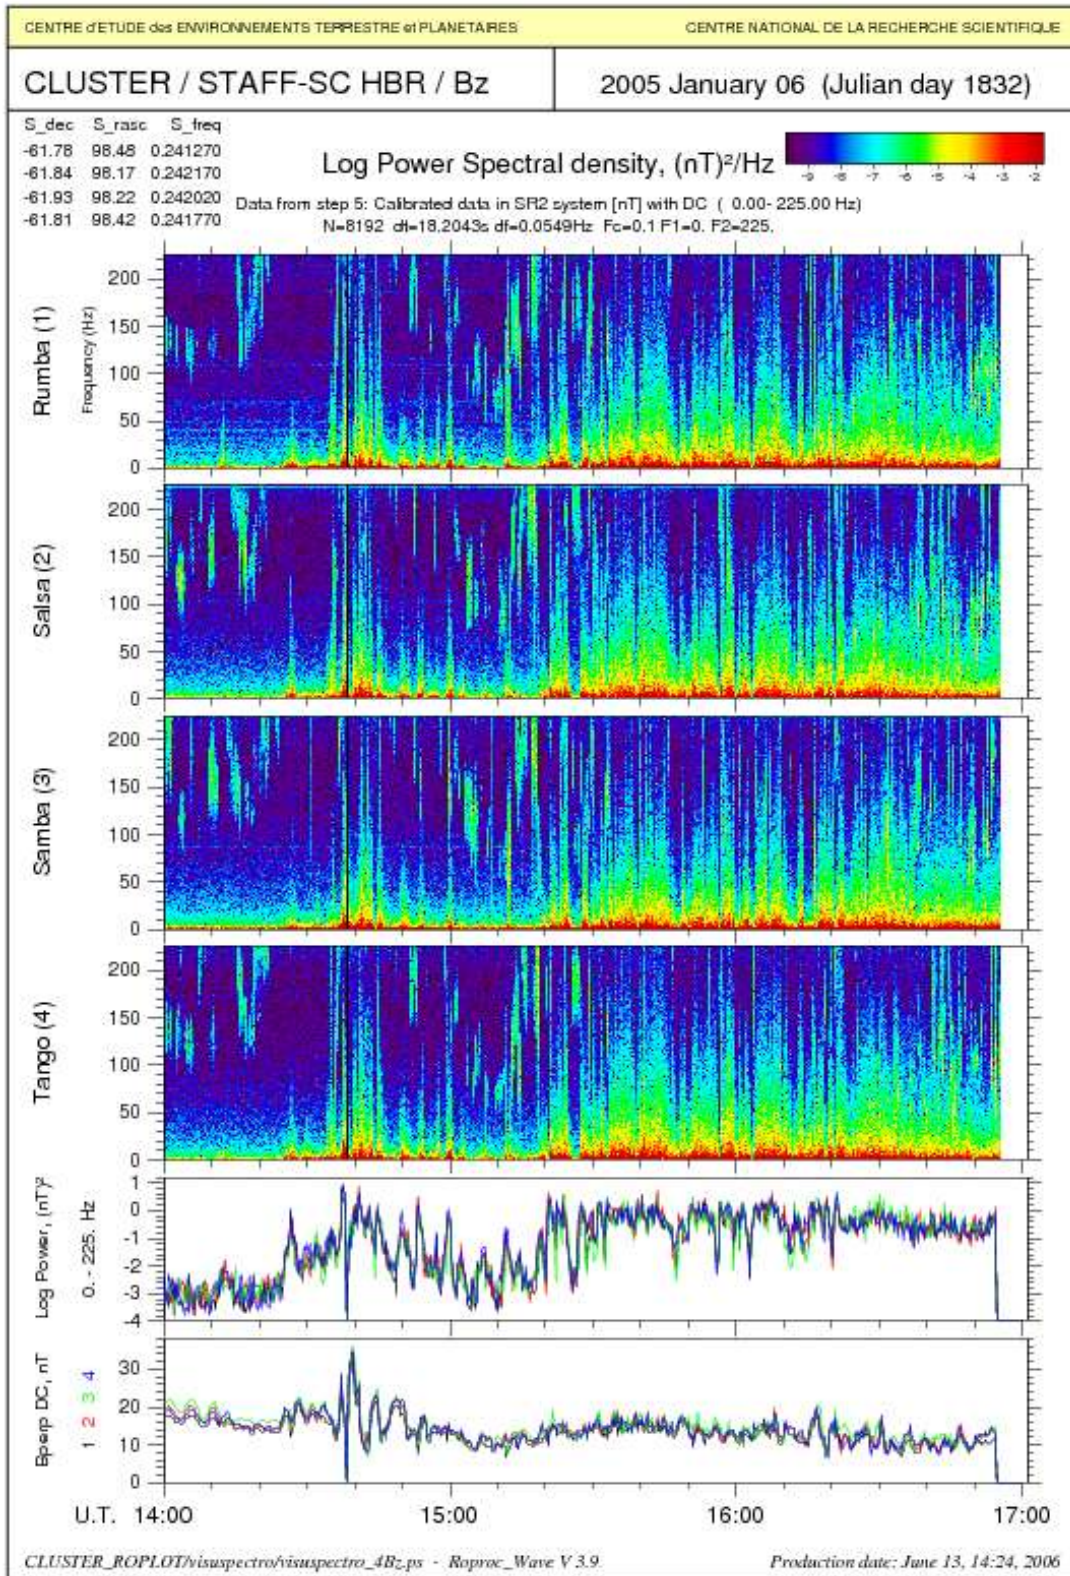 CENTRE d'ETUDE des ENVIRONNEMENTS TERRESTRE et PLANETAIRES CENTRE NATIONAL DE LA RECHERCHE SCIENTIFIQUE
CLUSTER / STAFF-SC HBR / Bz 2005 January 06 (Julian day 1832)
S_dec S_rasc S_freq
-61.78 98.48 0.241270
-61.84 98.17 0.242170
-61.93 98.22 0.242020
-61.81 98.42 0.241770
Log Power Spectral density, (nT)²/Hz
-9 -8 -7 -6 -5 -4 -3 -2
Data from step 5: Calibrated data in SR2 system [nT] with DC ( 0.00- 225.00 Hz)
N=8192 dt=18.2043s df=0.0549Hz Fc=0.1 F1=0. F2=225.
Rumba (1)
Frequency (Hz)
200
150
100
50
0
Salsa (2)
200
150
100
50
0
Samba (3)
200
150
100
50
0
Tango (4)
200
150
100
50
0
Log Power, (nT)²
0. - 225. Hz
1
0
-1
-2
-3
-4
Bperp DC, nT
1 2 3 4
30
20
10
0
U.T. 14:00 15:00 16:00 17:00
CLUSTER_ROPLOT/visuspectro/visuspectro_4Bz.ps - Roproc_Wave V 3.9 Production date: June 13, 14:24, 2006